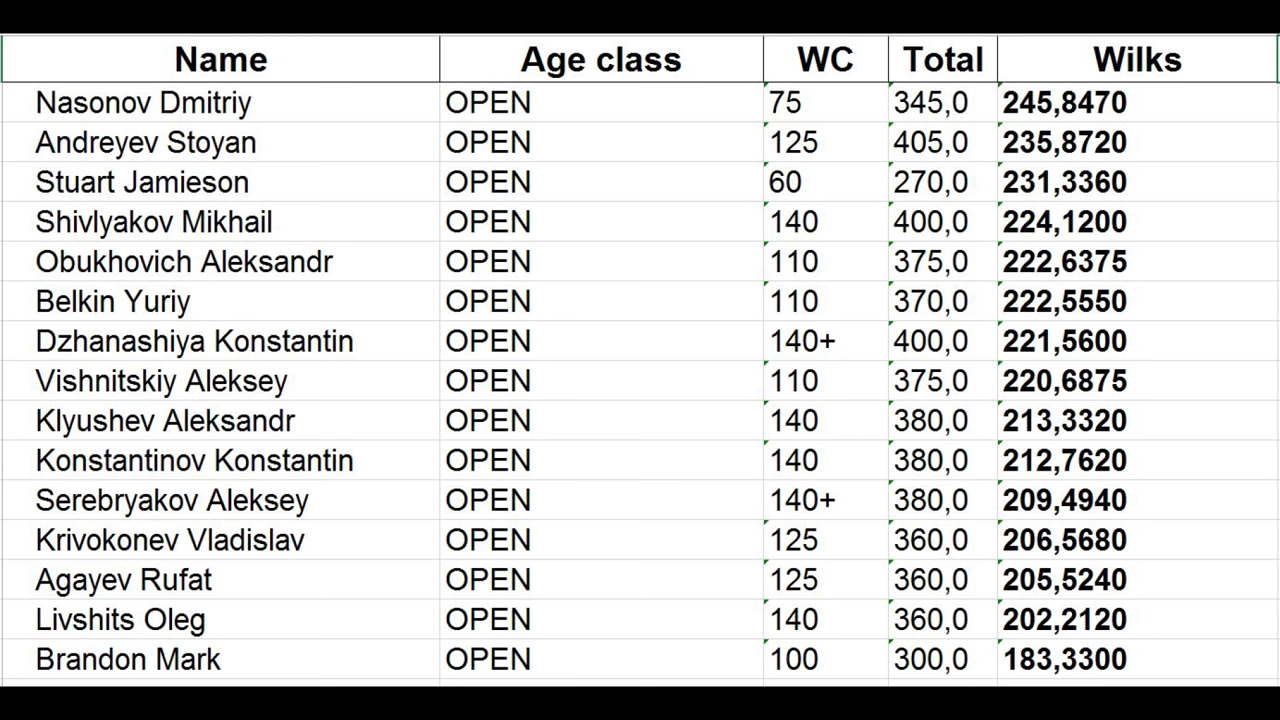 Name Age class WC Total Wilks
Nasonov Dmitriy OPEN 75 345,0 245,8470
Andreyev Stoyan OPEN 125 405,0 235,8720
Stuart Jamieson OPEN 60 270,0 231,3360
Shivlyakov Mikhail OPEN 140 400,0 224,1200
Obukhovich Aleksandr OPEN 110 375,0 222,6375
Belkin Yuriy OPEN 110 370,0 222,5550
Dzhanashiya Konstantin OPEN 140+ 400,0 221,5600
Vishnitskiy Aleksey OPEN 110 375,0 220,6875
Klyushev Aleksandr OPEN 140 380,0 213,3320
Konstantinov Konstantin OPEN 140 380,0 212,7620
Serebryakov Aleksey OPEN 140+ 380,0 209,4940
Krivokonev Vladislav OPEN 125 360,0 206,5680
Agayev Rufat OPEN 125 360,0 205,5240
Livshits Oleg OPEN 140 360,0 202,2120
Brandon Mark OPEN 100 300,0 183,3300